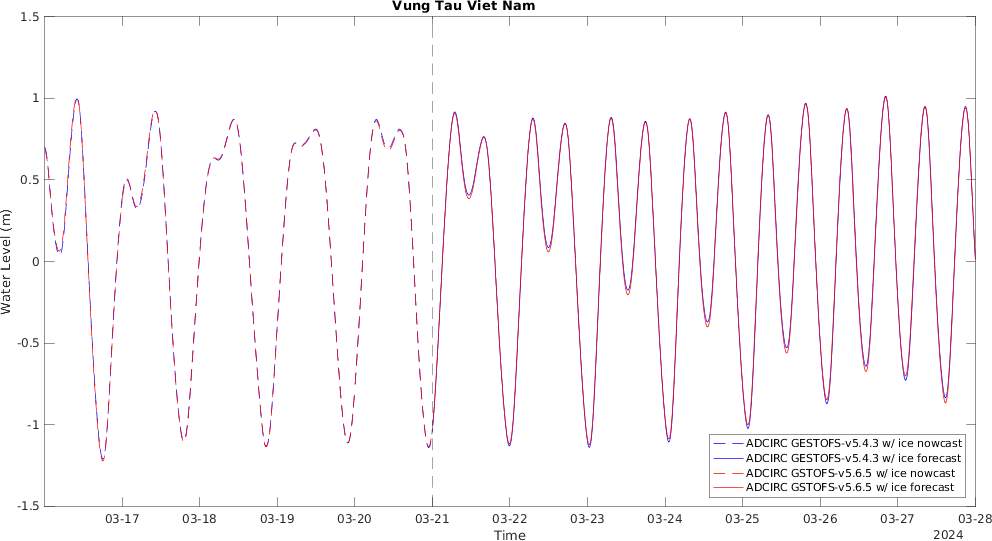 Vung Tau Viet Nam
1.5
1
0.5
0
-0.5
-1
-1.5
Water Level (m)
ADCIRC GESTOFS-v5.4.3 w/ ice nowcast
ADCIRC GESTOFS-v5.4.3 w/ ice forecast
ADCIRC GSTOFS-v5.6.5 w/ ice nowcast
ADCIRC GSTOFS-v5.6.5 w/ ice forecast
03-17 03-18 03-19 03-20 03-21 03-22 03-23 03-24 03-25 03-26 03-27 03-28
Time
2024